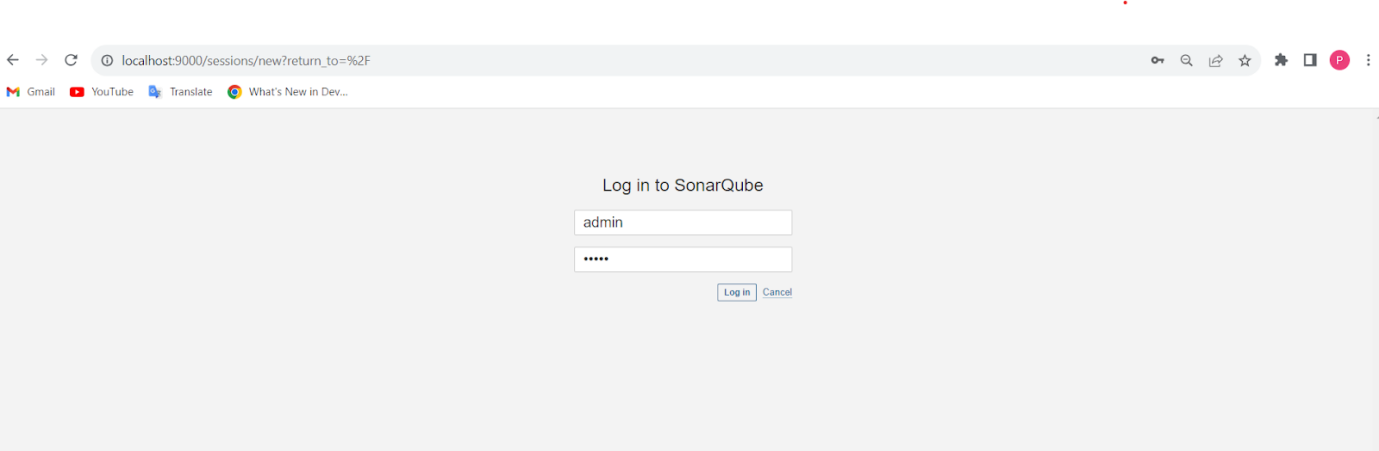 localhost:9000/sessions/new?return_to=%2F
P
Gmail YouTube Translate What's New in Dev...
Log in to SonarQube
admin
•••••
Log in Cancel